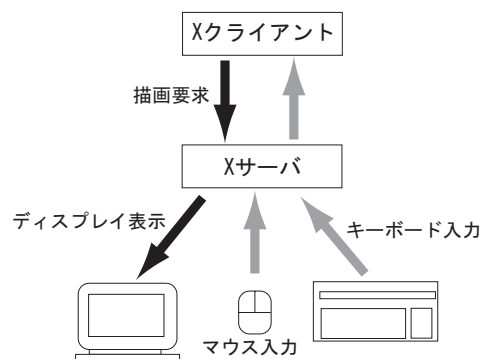 Xクライアント
描画要求
Xサーバ
ディスプレイ表示
キーボード入力
マウス入力